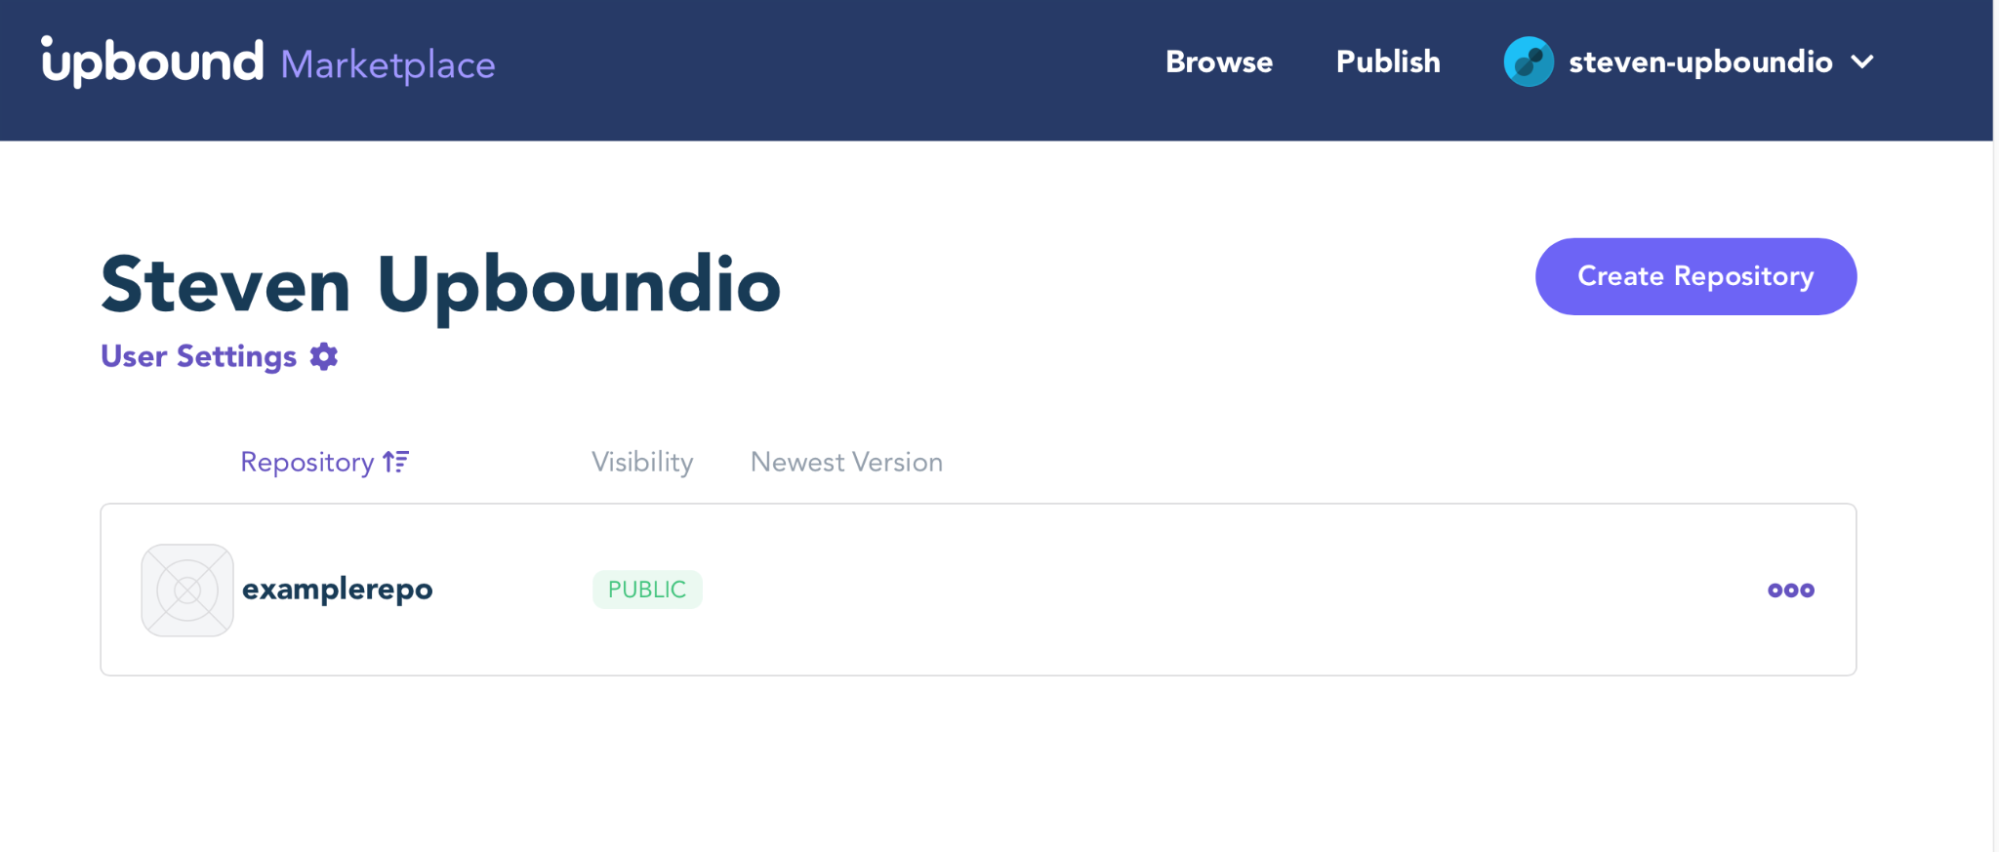 upbound Marketplace Browse Publish steven-upboundio
Steven Upboundio
Create Repository
User Settings
Repository Visibility Newest Version
examplerepo PUBLIC